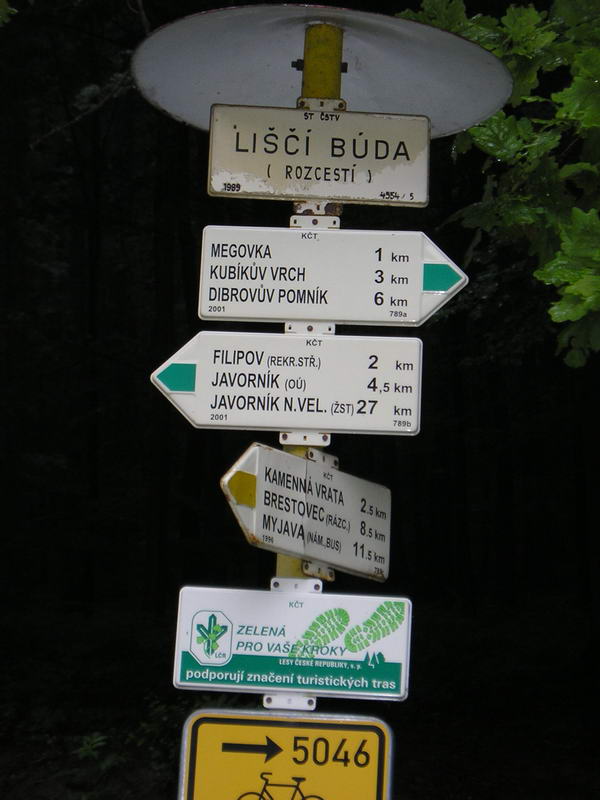 ST ČSTV
LIŠČÍ BÚDA
( ROZCESTÍ )
1989 4554/5
KČT
MEGOVKA 1 km
KUBÍKŮV VRCH 3 km
DIBROVŮV POMNÍK 6 km
2001 789a
KČT
FILIPOV (REKR.STŘ.) 2 km
JAVORNÍK (OÚ) 4,5 km
JAVORNÍK N.VEL. (ŽST) 27 km
2001 789b
KČT
KAMENNÁ VRATA 2.5 km
BRESTOVEC (RÁZC.) 8.5 km
MYJAVA (NÁM.,BUS) 11.5 km
1996
KČT
ZELENÁ
PRO VAŠE KROKY
LČR
LESY ČESKÉ REPUBLIKY, s. p.
podporují značení turistických tras
5046